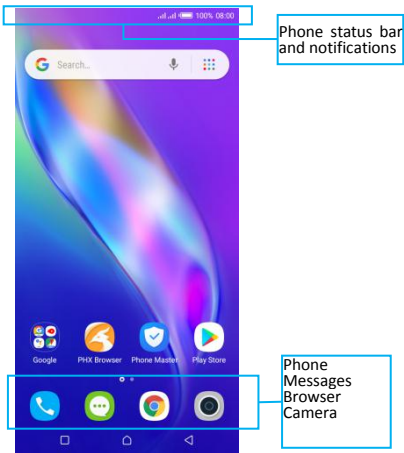 100% 08:00
Phone status bar
and notifications
G Search...
Google PHX Browser Phone Master Play Store
Phone
Messages
Browser
Camera